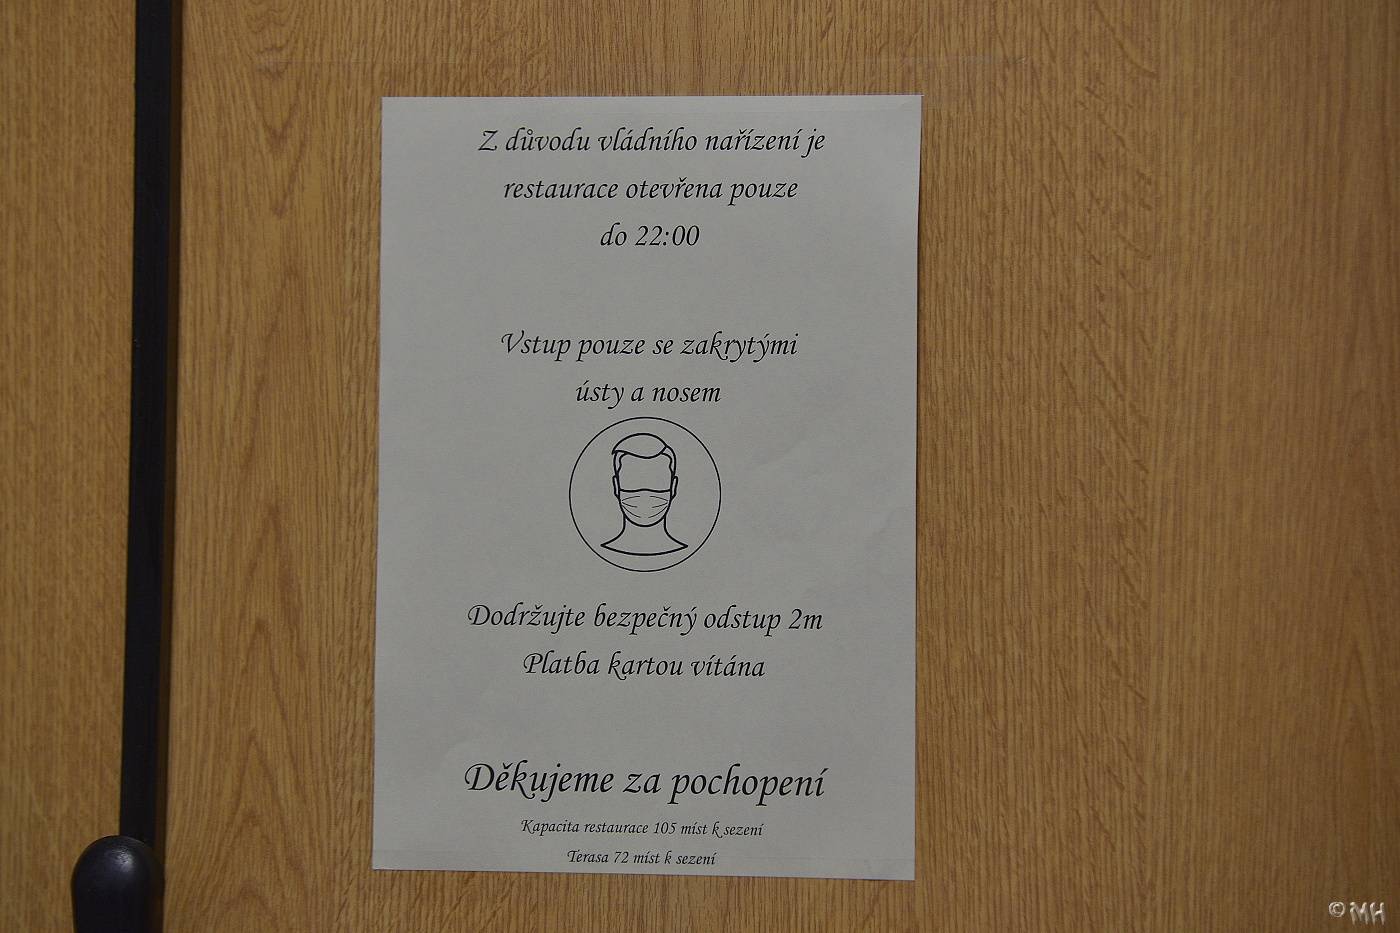 Z důvodu vládního nařízení je
restaurace otevřena pouze
do 22:00
Vstup pouze se zakrytými
ústy a nosem
Dodržujte bezpečný odstup 2m
Platba kartou vítána
Děkujeme za pochopení
Kapacita restaurace 105 míst k sezení
Terasa 72 míst k sezení
© MH